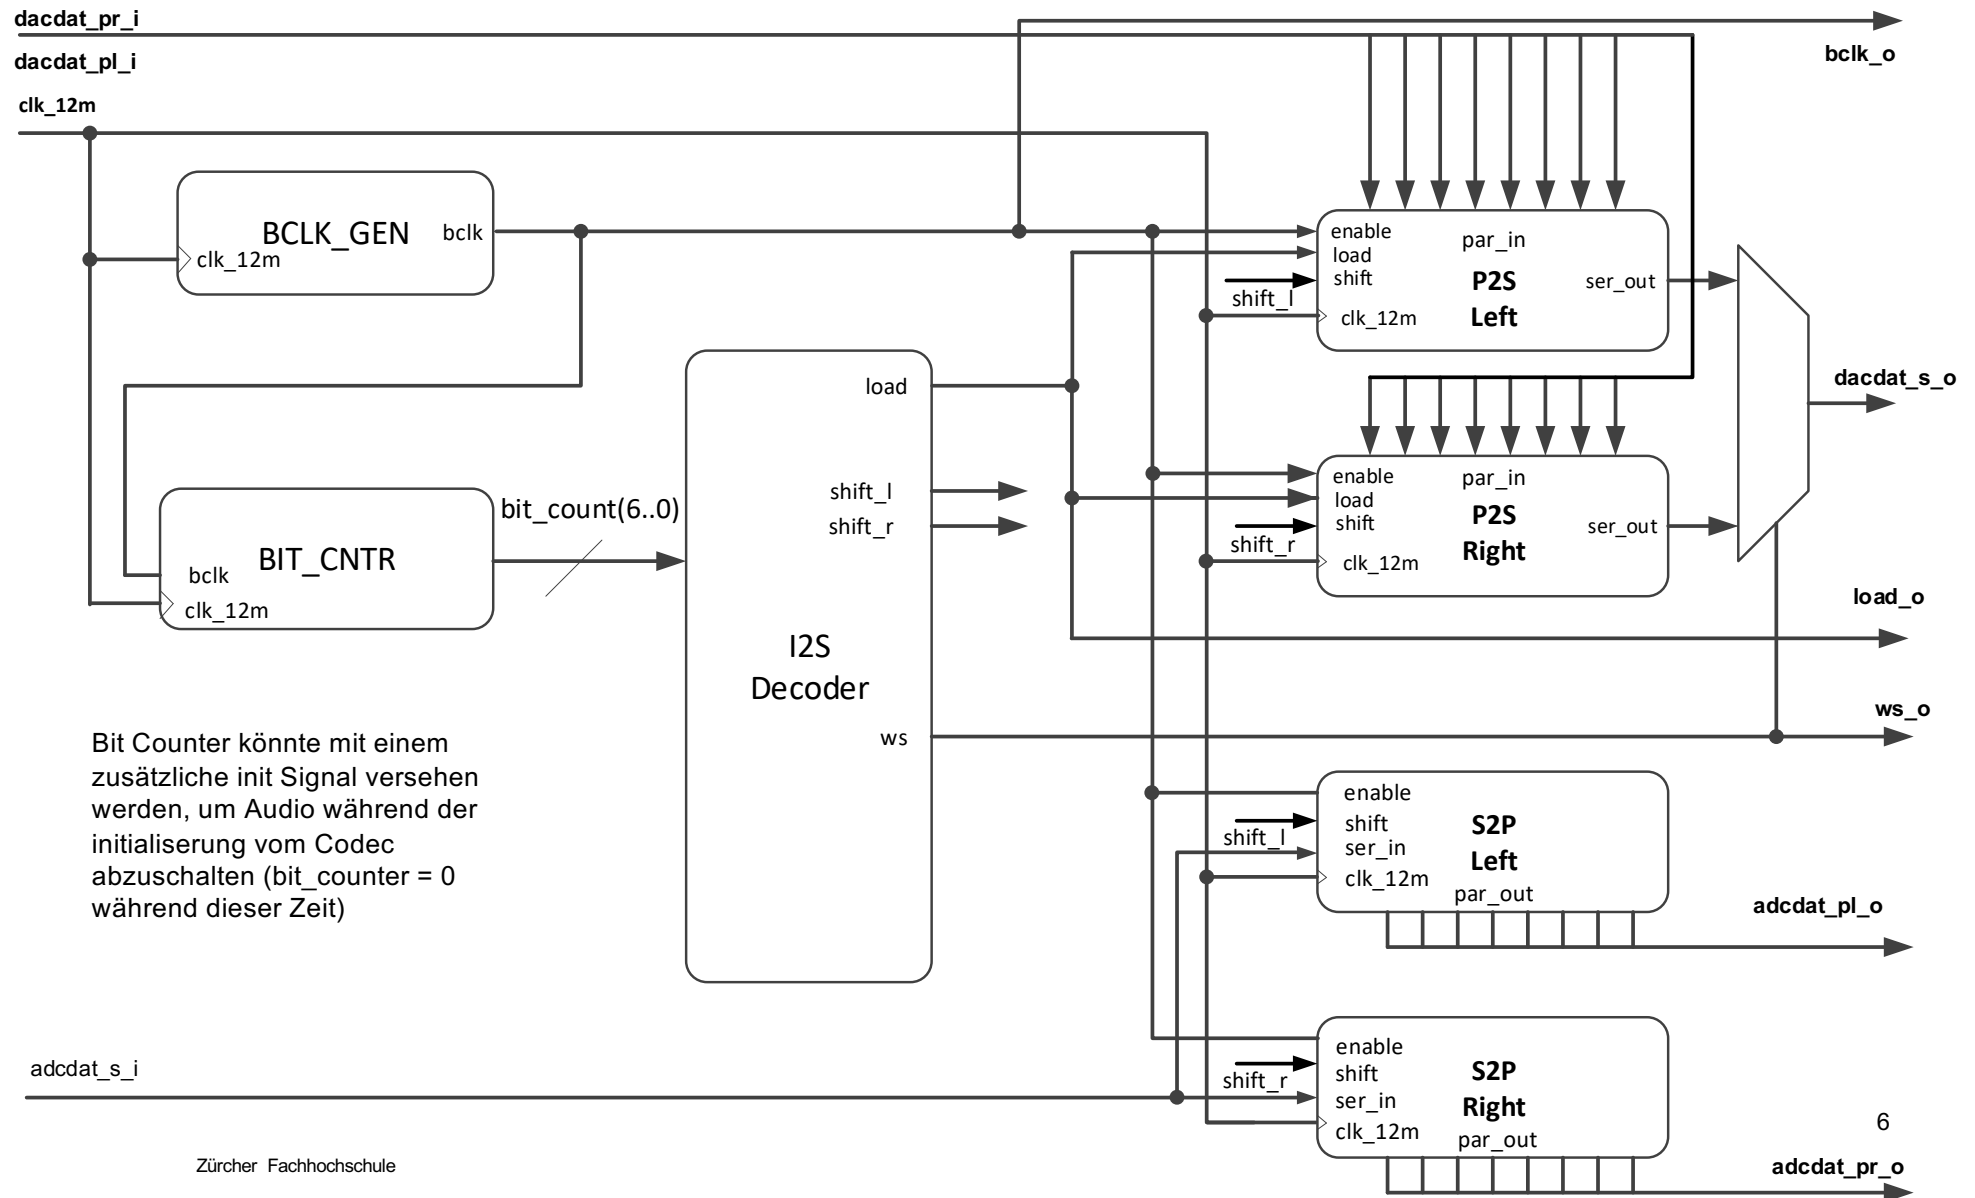 dacdat_pr_i
dacdat_pl_i
bclk_o
clk_12m
BCLK_GEN
bclk
clk_12m
enable
load
shift
shift_l
clk_12m
par_in
P2S
Left
ser_out
load
shift_l
shift_r
I2S
Decoder
ws
dacdat_s_o
enable
load
shift
shift_r
clk_12m
par_in
P2S
Right
ser_out
bit_count(6..0)
BIT_CNTR
bclk
clk_12m
load_o
ws_o
Bit Counter könnte mit einem
zusätzliche init Signal versehen
werden, um Audio während der
initialiserung vom Codec
abzuschalten (bit_counter = 0
während dieser Zeit)
enable
shift
shift_l
ser_in
clk_12m
S2P
Left
par_out
adcdat_pl_o
adcdat_s_i
enable
shift
shift_r
ser_in
clk_12m
S2P
Right
par_out
6
adcdat_pr_o
Zürcher Fachhochschule